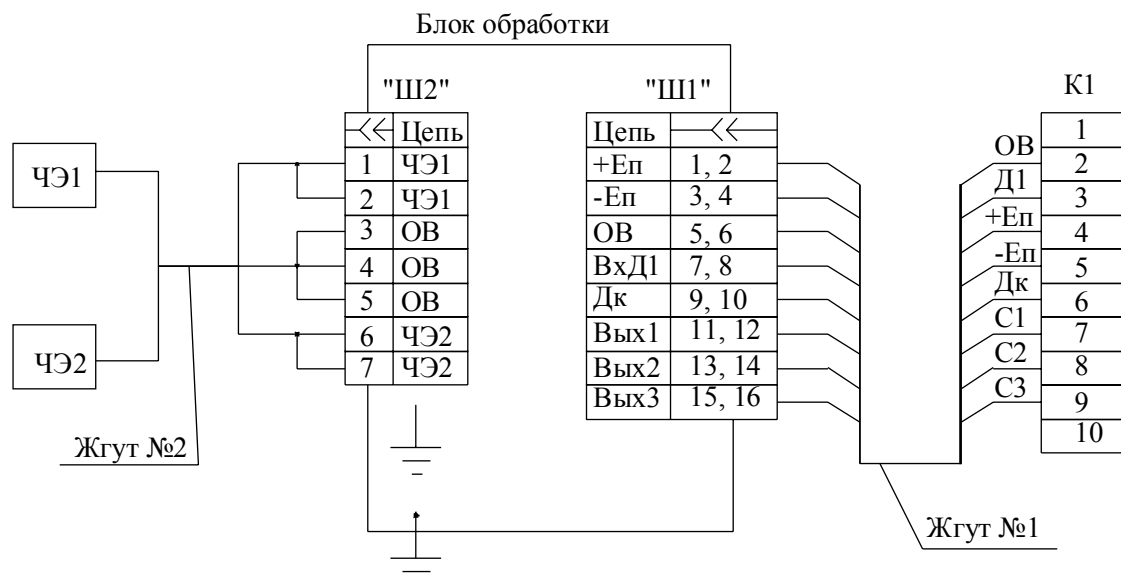 Блок обработки
"Ш2"
"Ш1"
К1
ЧЭ1
ЧЭ2
Цепь
1 ЧЭ1
2 ЧЭ1
3 ОВ
4 ОВ
5 ОВ
6 ЧЭ2
7 ЧЭ2
Цепь
+Еп 1, 2
-Еп 3, 4
ОВ 5, 6
ВхД1 7, 8
Дк 9, 10
Вых1 11, 12
Вых2 13, 14
Вых3 15, 16
1
ОВ 2
Д1 3
+Еп 4
-Еп 5
Дк 6
С1 7
С2 8
С3 9
10
Жгут №2
Жгут №1